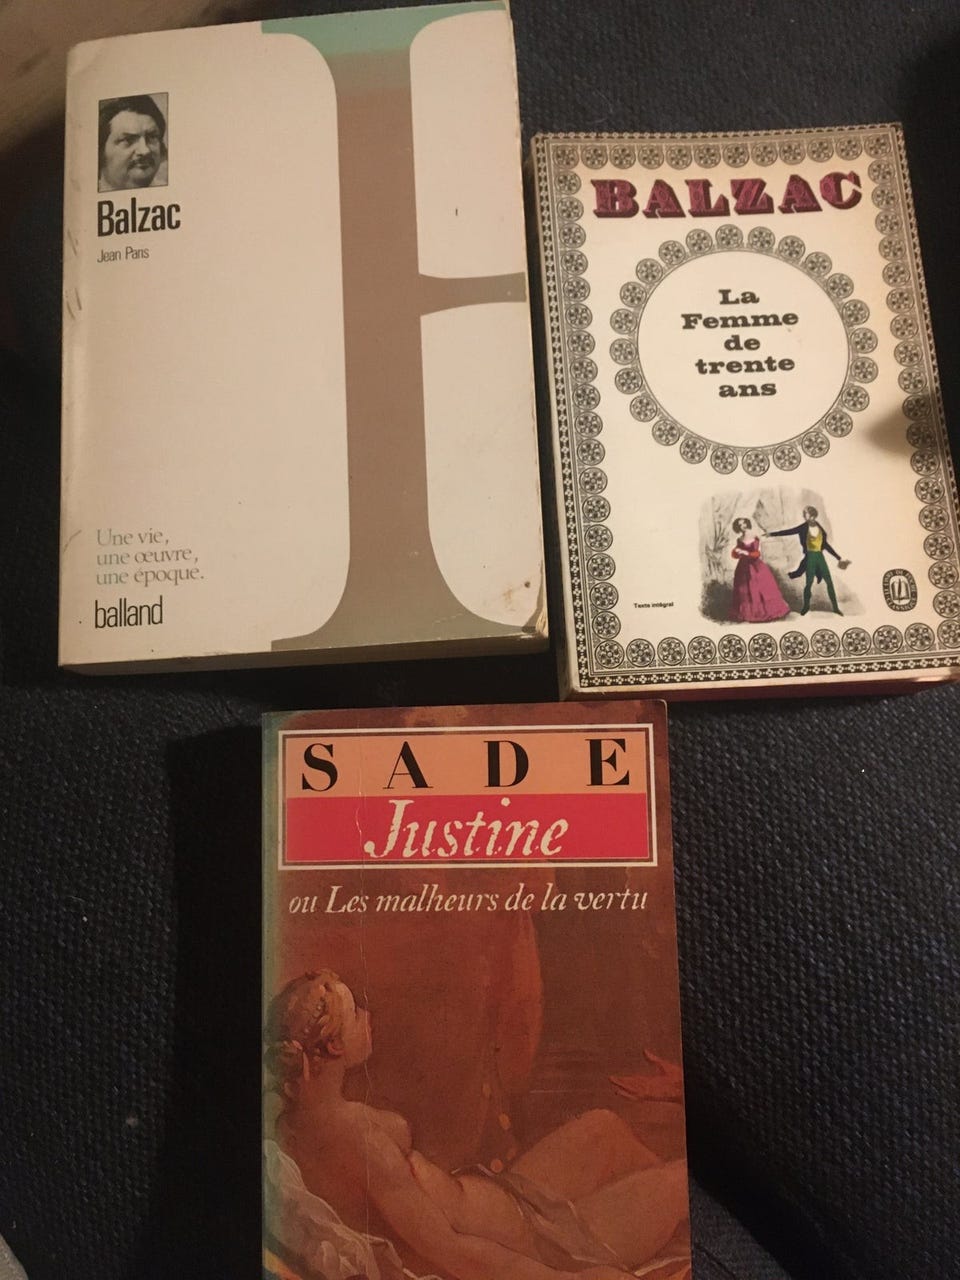 Balzac
Jean Paris
Une vie,
une œuvre,
une époque.
balland
BALZAC
La
Femme
de
trente
ans
Texte intégral
SADE
Justine
ou Les malheurs de la vertu